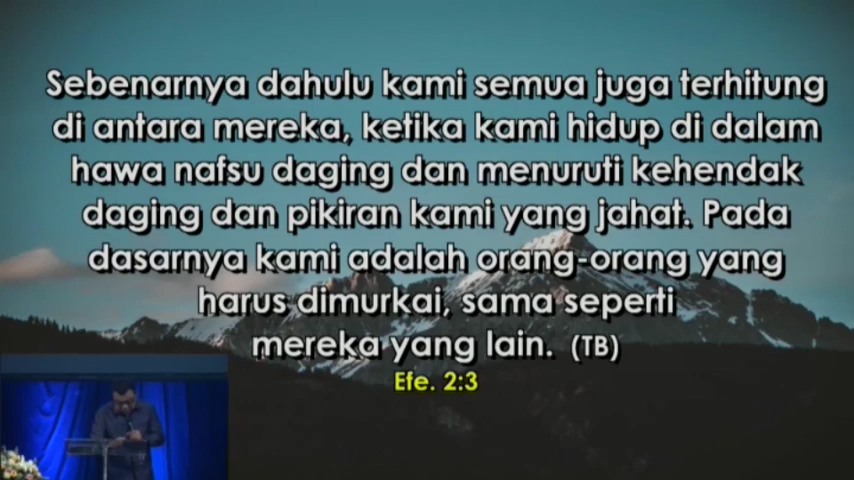 Sebenarnya dahulu kami semua juga terhitung
di antara mereka, ketika kami hidup di dalam
hawa nafsu daging dan menuruti kehendak
daging dan pikiran kami yang jahat. Pada
dasarnya kami adalah orang-orang yang
harus dimurkai, sama seperti
mereka yang lain. (TB)
Efe. 2:3